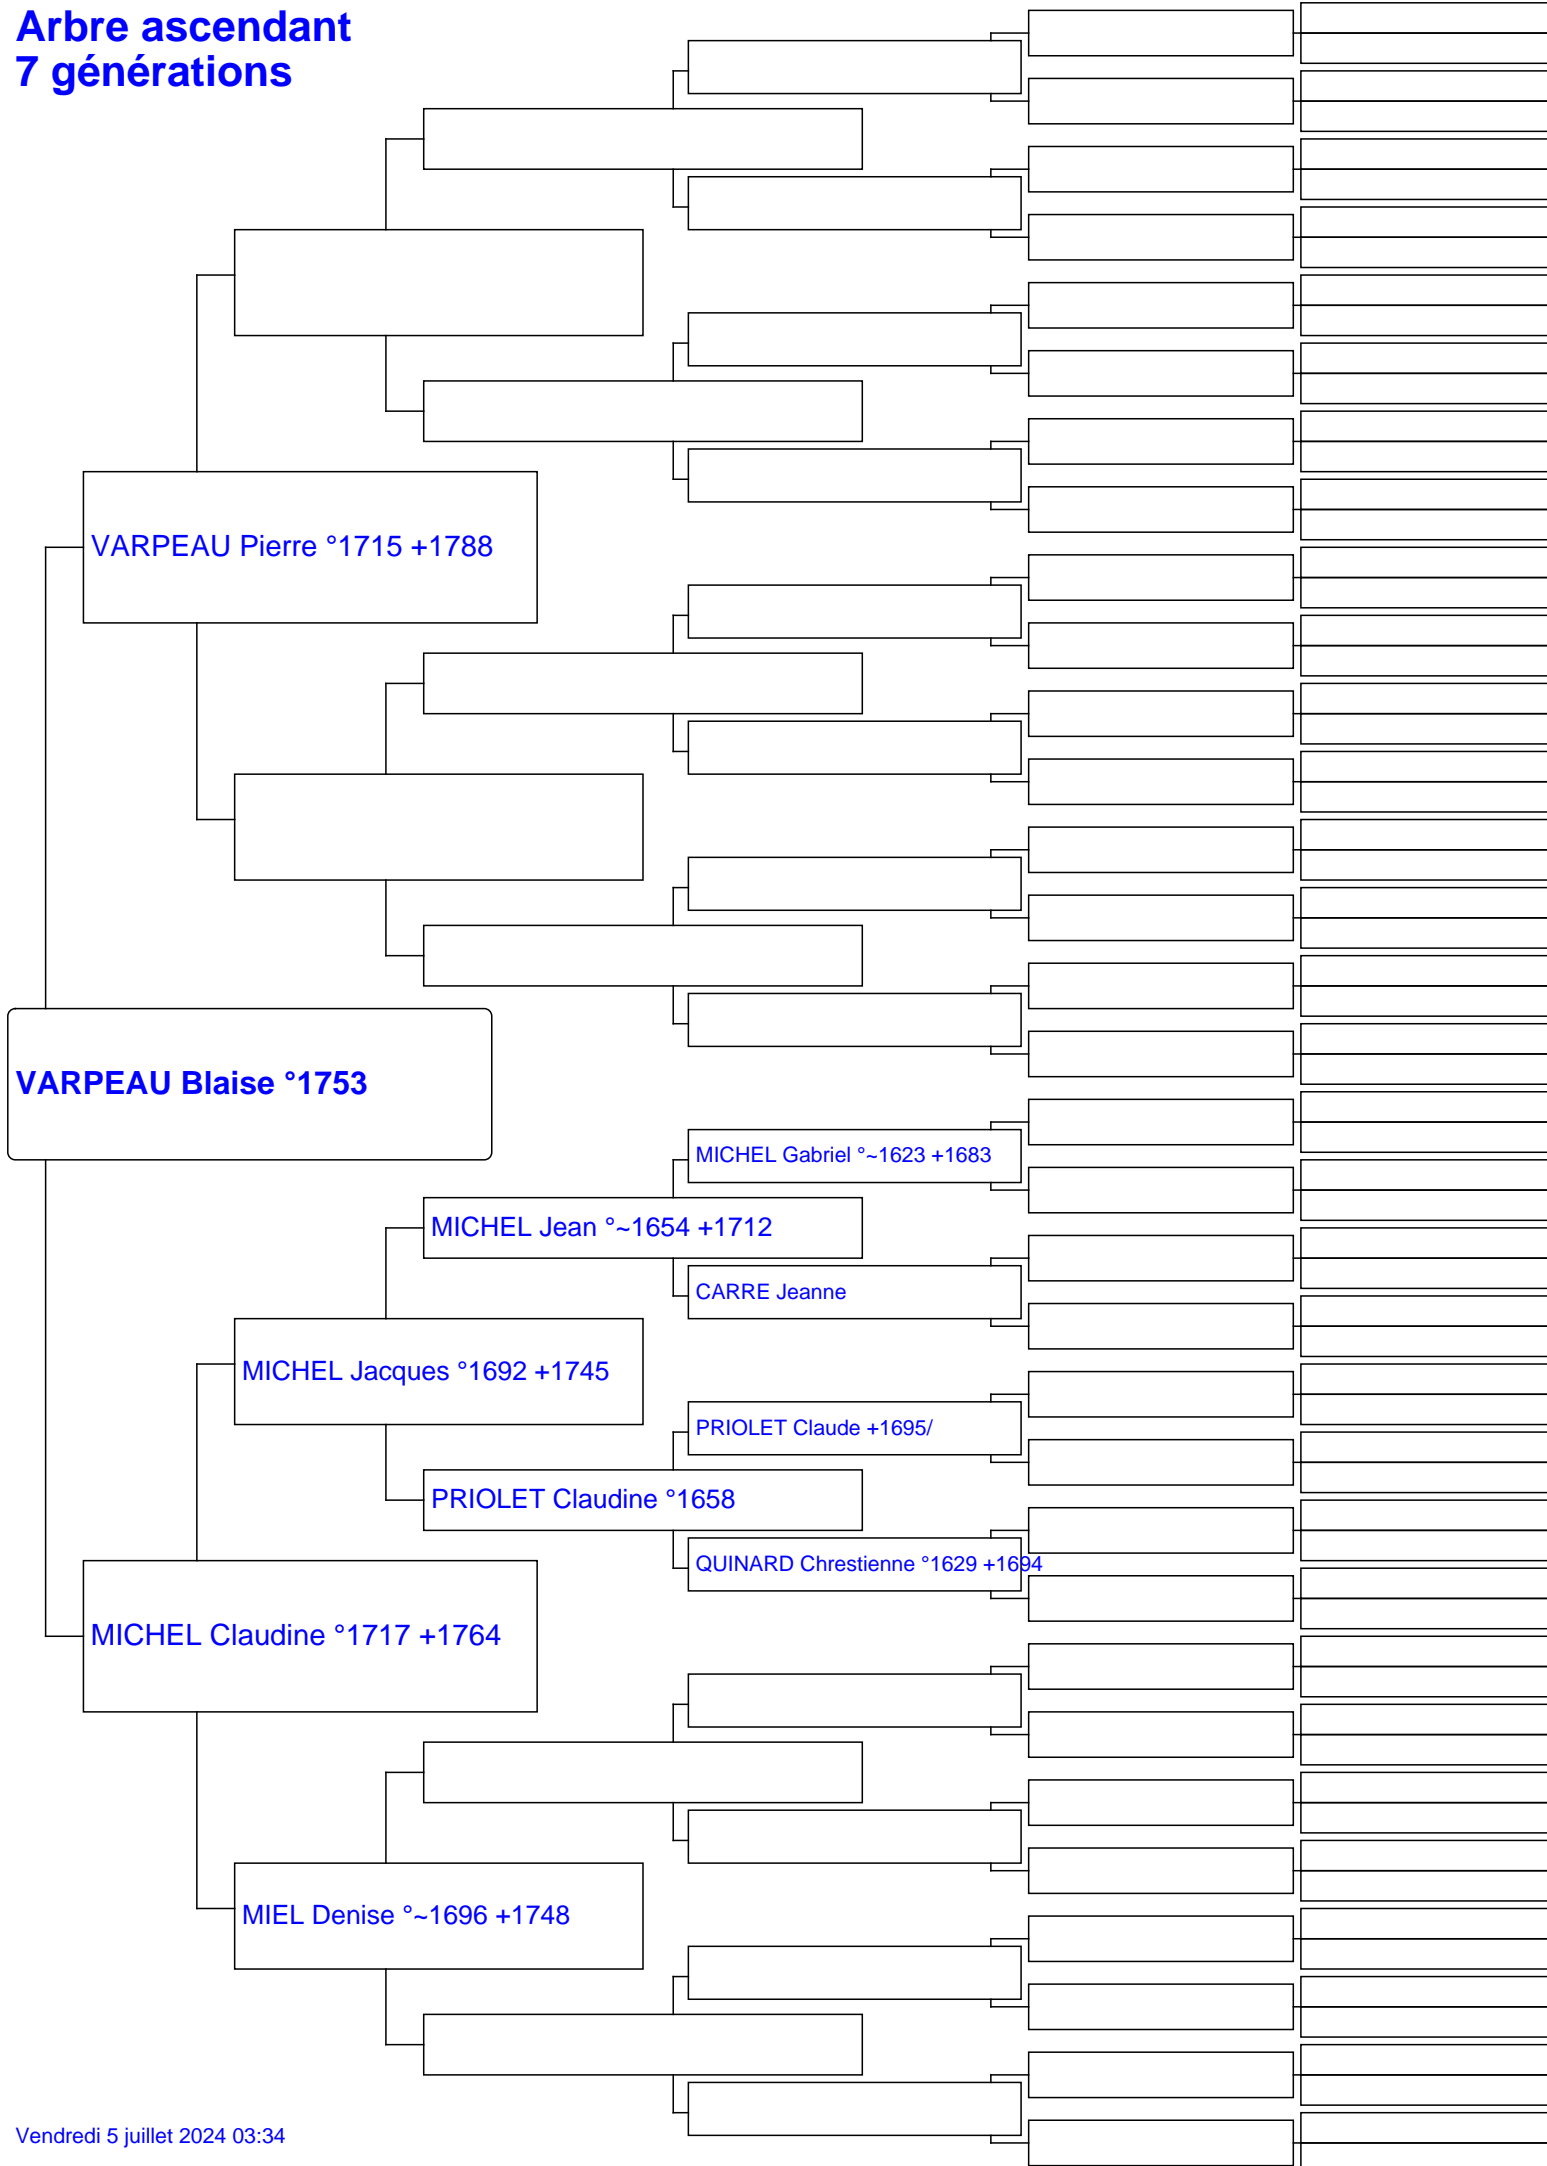 Arbre ascendant
7 générations
VARPEAU Pierre °1715 +1788
VARPEAU Blaise °1753
MICHEL Gabriel °~1623 +1683
MICHEL Jean °~1654 +1712
CARRE Jeanne
MICHEL Jacques °1692 +1745
PRIOLET Claude +1695/
PRIOLET Claudine °1658
QUINARD Chrestienne °1629 +1694
MICHEL Claudine °1717 +1764
MIEL Denise °~1696 +1748
Vendredi 5 juillet 2024 03:34